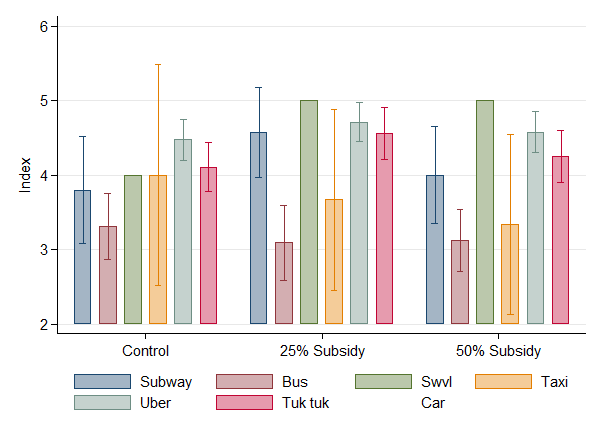 6
5
4
3
2
Index
Control 25% Subsidy 50% Subsidy
Subway Bus Swvl Taxi
Uber Tuk tuk Car